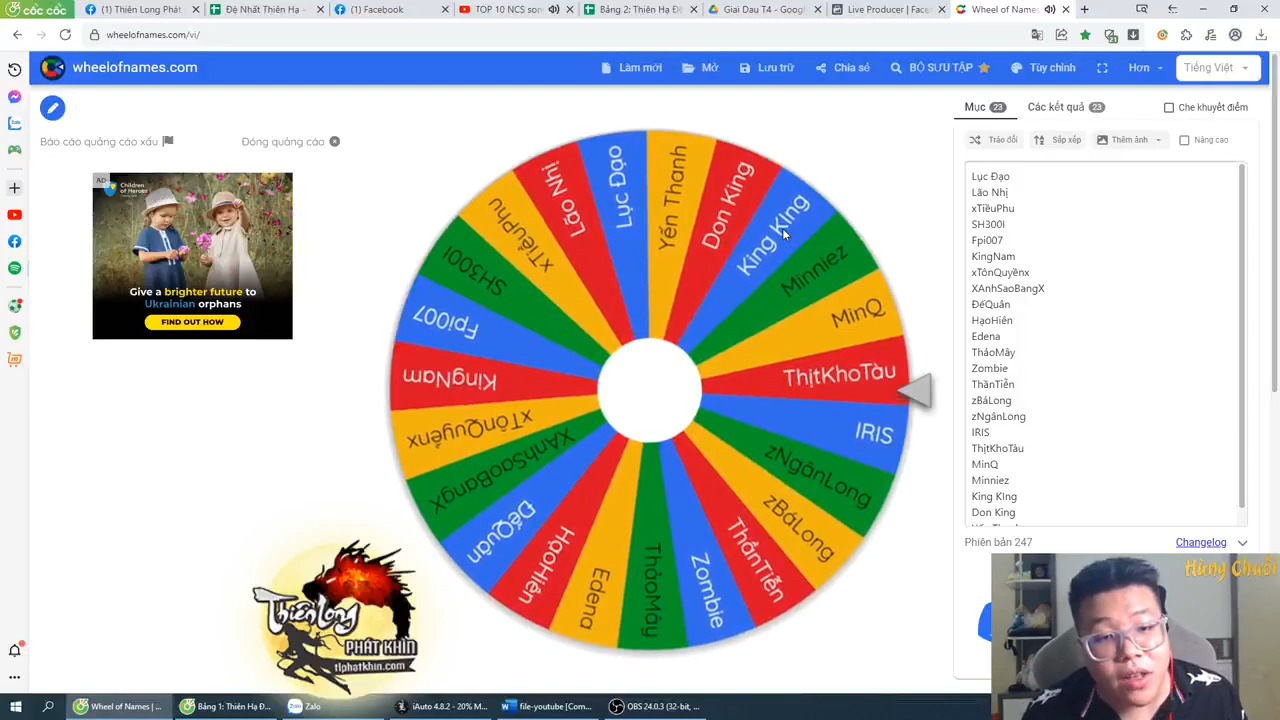 cốc cốc
(1) Thiên Long Phát
Đệ Nhất Thiên Hạ -
(1) Facebook
TOP 10 NCS son
Bảng 2: Thiên Hạ Đ
Giai Dau T4 - Googl
Live Producer | Face
Wheel of Names
wheelofnames.com/vi/
wheelofnames.com
Làm mới
Mở
Lưu trữ
Chia sẻ
BỘ SƯU TẬP
Tùy chỉnh
Hơn
Tiếng Việt
Báo cáo quảng cáo xấu
Đóng quảng cáo
AD
Children of Heroes
Give a brighter future to
Ukrainian orphans
FIND OUT HOW
Lục Đạo
Yến Thanh
Don King
King KIng
Minniez
MinQ
ThịtKhoTàu
IRIS
zNgânLong
zBáLong
ThầnTiễn
Zombie
ThảoMây
Edena
HạoHiên
ĐếQuân
XAnhSaoBangX
xTônQuyềnx
KingNam
Fpi007
SH300I
xTiềuPhu
Lão Nhị
Mục 23
Các kết quả 23
Che khuyết điểm
Tráo đổi
Sắp xếp
Thêm ảnh
Nâng cao
Lục Đạo
Lão Nhị
xTiềuPhu
SH300I
Fpi007
KingNam
xTônQuyềnx
XAnhSaoBangX
ĐếQuân
HạoHiên
Edena
ThảoMây
Zombie
ThầnTiễn
zBáLong
zNgânLong
IRIS
ThịtKhoTàu
MinQ
Minniez
King KIng
Don King
Phiên bản 247
Changelog
Hùng Chuối
Thiên Long
PHÁT KHÌN
tlphatkhin.com
Wheel of Names | ...
Bảng 1: Thiên Hạ Đ...
Zalo
iAuto 4.8.2 - 20% M...
file-youtube [Com...
OBS 24.0.3 (32-bit, ...